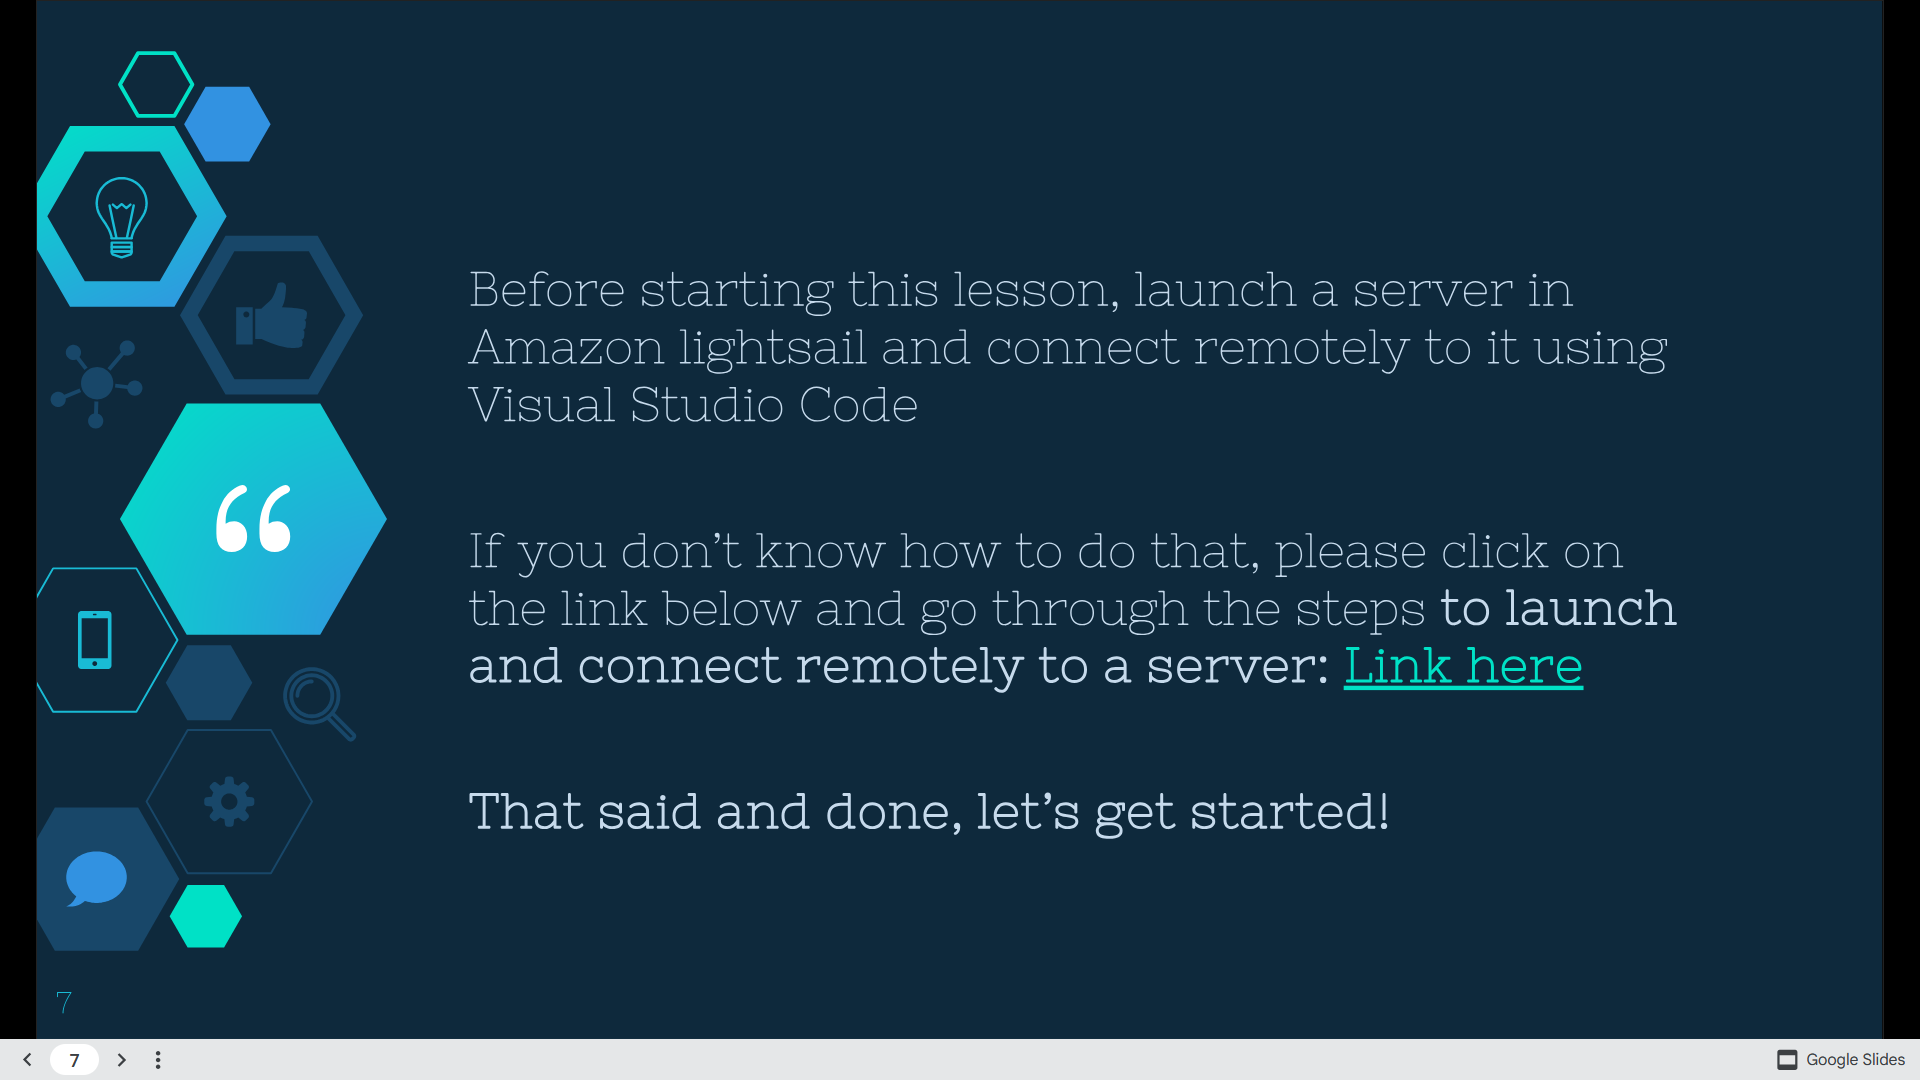 Before starting this lesson, launch a server in
Amazon lightsail and connect remotely to it using
Visual Studio Code
If you don’t know how to do that, please click on
the link below and go through the steps to launch
and connect remotely to a server: Link here
That said and done, let’s get started!
7
7
Google Slides